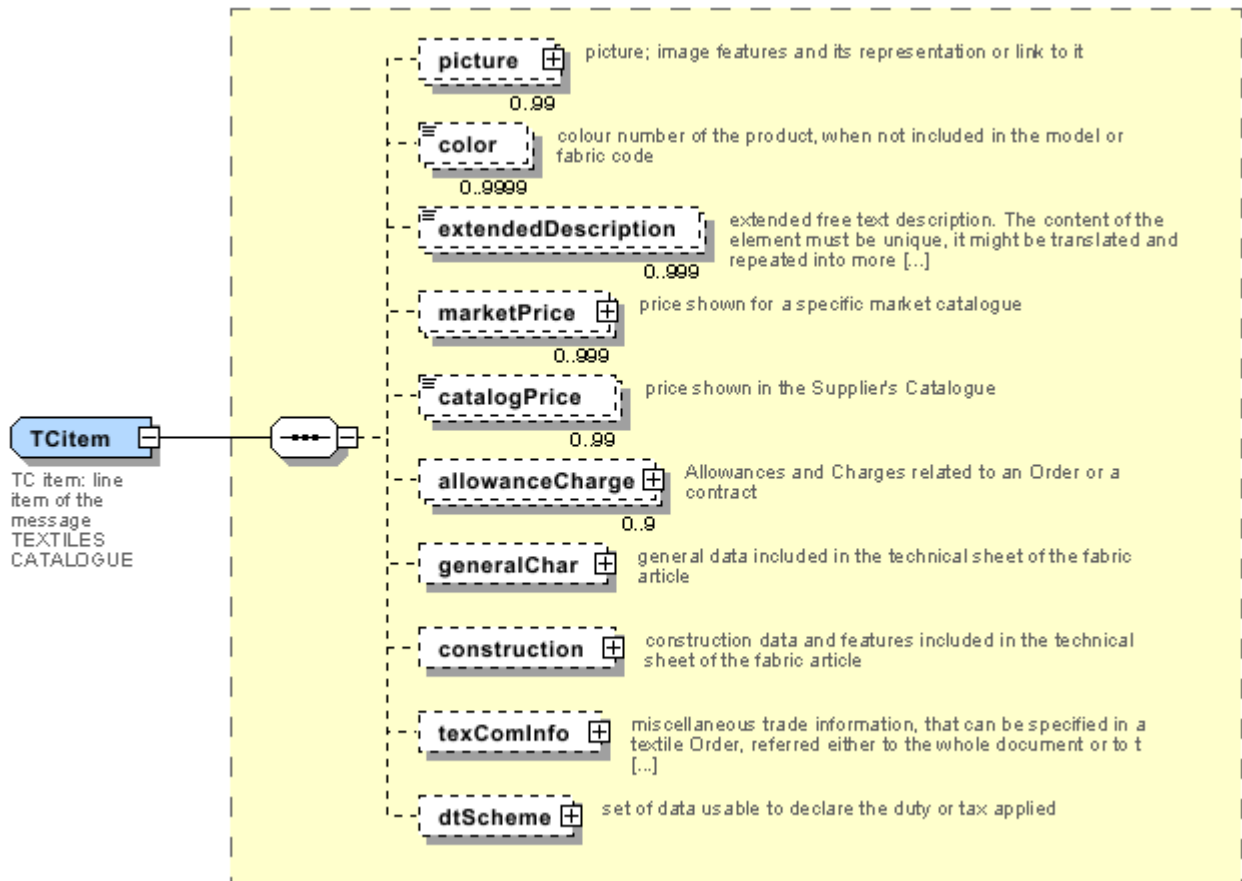 picture
picture; image features and its representation or link to it
0..99
color
colour number of the product, when not included in the model or
fabric code
0..9999
extendedDescription
extended free text description. The content of the
element must be unique, it might be translated and
repeated into more [...]
0..999
marketPrice
price shown for a specific market catalogue
0..999
catalogPrice
price shown in the Supplier's Catalogue
0..99
TCitem
TC item: line
item of the
message
TEXTILES
CATALOGUE
allowanceCharge
Allowances and Charges related to an Order or a
contract
0..9
generalChar
general data included in the technical sheet of the fabric
article
construction
construction data and features included in the technical
sheet of the fabric article
texComInfo
miscellaneous trade information, that can be specified in a
textile Order, referred either to the whole document or to t
[...]
dtScheme
set of data usable to declare the duty or tax applied